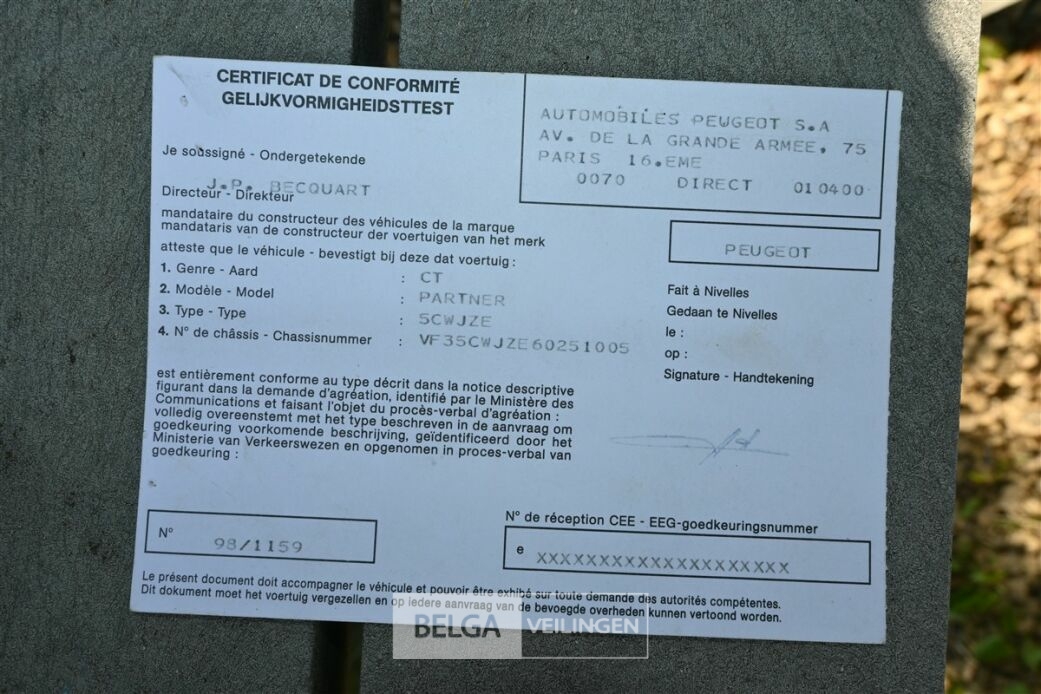 CERTIFICAT DE CONFORMITÉ
GELIJKVORMIGHEIDSTTEST
AUTOMOBILES PEUGEOT S.A
AV. DE LA GRANDE ARMEE, 75
PARIS 16.EME
0070 DIRECT 010400
Je soussigné - Ondergetekende
J.P. BECQUART
Directeur - Direkteur
mandataire du constructeur des véhicules de la marque
mandataris van de constructeur der voertuigen van het merk
PEUGEOT
atteste que le véhicule - bevestigt bij deze dat voertuig :
1. Genre - Aard : CT
2. Modèle - Model : PARTNER
3. Type - Type : 5CWJZE
4. N° de châssis - Chassisnummer : VF35CWJZE60251005
Fait à Nivelles
Gedaan te Nivelles
le :
op :
Signature - Handtekening
est entièrement conforme au type décrit dans la notice descriptive
figurant dans la demande d'agréation, identifié par le Ministère des
Communications et faisant l'objet du procès-verbal d'agréation :
volledig overeenstemt met het type beschreven in de aanvraag om
goedkeuring voorkomende beschrijving, geïdentificeerd door het
Ministerie van Verkeerswezen en opgenomen in proces-verbal van
goedkeuring :
N° 98/1159
N° de réception CEE - EEG-goedkeuringsnummer
e XXXXXXXXXXXXXXXXXXXX
Le présent document doit accompagner le véhicule et pouvoir être exhibé sur toute demande des autorités compétentes.
Dit dokument moet het voertuig vergezellen en op iedere aanvraag van de bevoegde overheden kunnen vertoond worden.
BELGA VEILINGEN